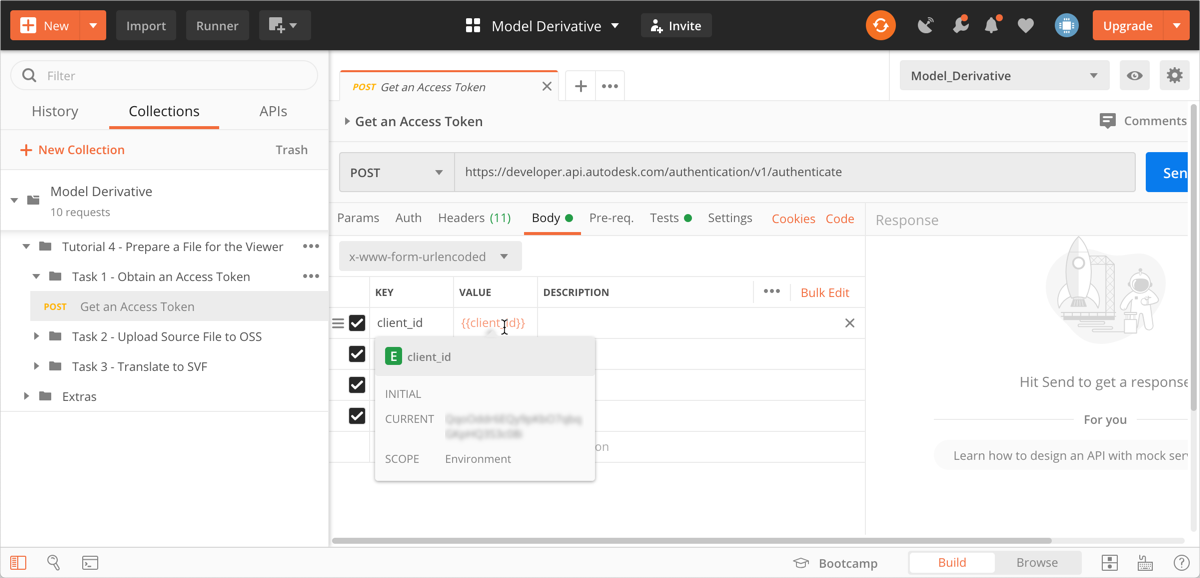 New Import Runner Model Derivative Invite Upgrade
Filter
History Collections APIs
New Collection Trash
Model Derivative
10 requests
Tutorial 4 - Prepare a File for the Viewer
Task 1 - Obtain an Access Token
POST Get an Access Token
Task 2 - Upload Source File to OSS
Task 3 - Translate to SVF
Extras
POST Get an Access Token
Model_Derivative
Get an Access Token
Comments
POST https://developer.api.autodesk.com/authentication/v1/authenticate
Sen
Params Auth Headers (11) Body Pre-req. Tests Settings Cookies Code
x-www-form-urlencoded
KEY VALUE DESCRIPTION Bulk Edit
client_id {{client_id}}
E client_id
INITIAL
CURRENT
SCOPE Environment
on
Response
Hit Send to get a response
For you
Learn how to design an API with mock ser
Bootcamp Build Browse